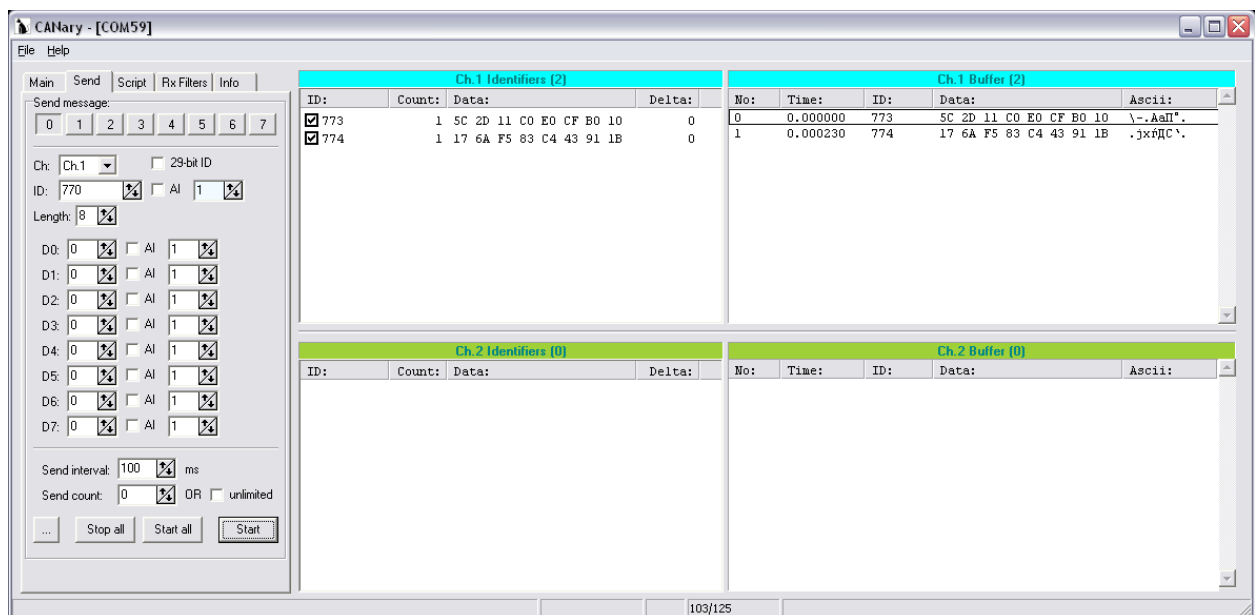 CANary - [COM59]
File Help
Main Send Script Rx Filters Info
Send message:
0 1 2 3 4 5 6 7
Ch: Ch.1 29-bit ID
ID: 770 AI 1
Length: 8
D0: 0 AI 1
D1: 0 AI 1
D2: 0 AI 1
D3: 0 AI 1
D4: 0 AI 1
D5: 0 AI 1
D6: 0 AI 1
D7: 0 AI 1
Send interval: 100 ms
Send count: 0 OR unlimited
... Stop all Start all Start
Ch.1 Identifiers (2)
ID: Count: Data: Delta:
773 1 5C 2D 11 C0 E0 CF B0 10 0
774 1 17 6A F5 83 C4 43 91 1B 0
Ch.1 Buffer (2)
No: Time: ID: Data: Ascii:
0 0.000000 773 5C 2D 11 C0 E0 CF B0 10 \-.АаП°.
1 0.000230 774 17 6A F5 83 C4 43 91 1B .jхѓДС‘.
Ch.2 Identifiers (0)
ID: Count: Data: Delta:
Ch.2 Buffer (0)
No: Time: ID: Data: Ascii:
103/125